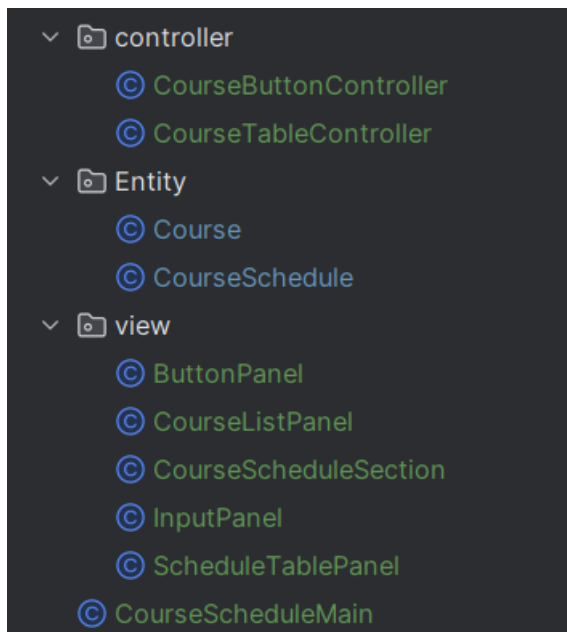 controller
CourseButtonController
CourseTableController
Entity
Course
CourseSchedule
view
ButtonPanel
CourseListPanel
CourseScheduleSection
InputPanel
ScheduleTablePanel
CourseScheduleMain